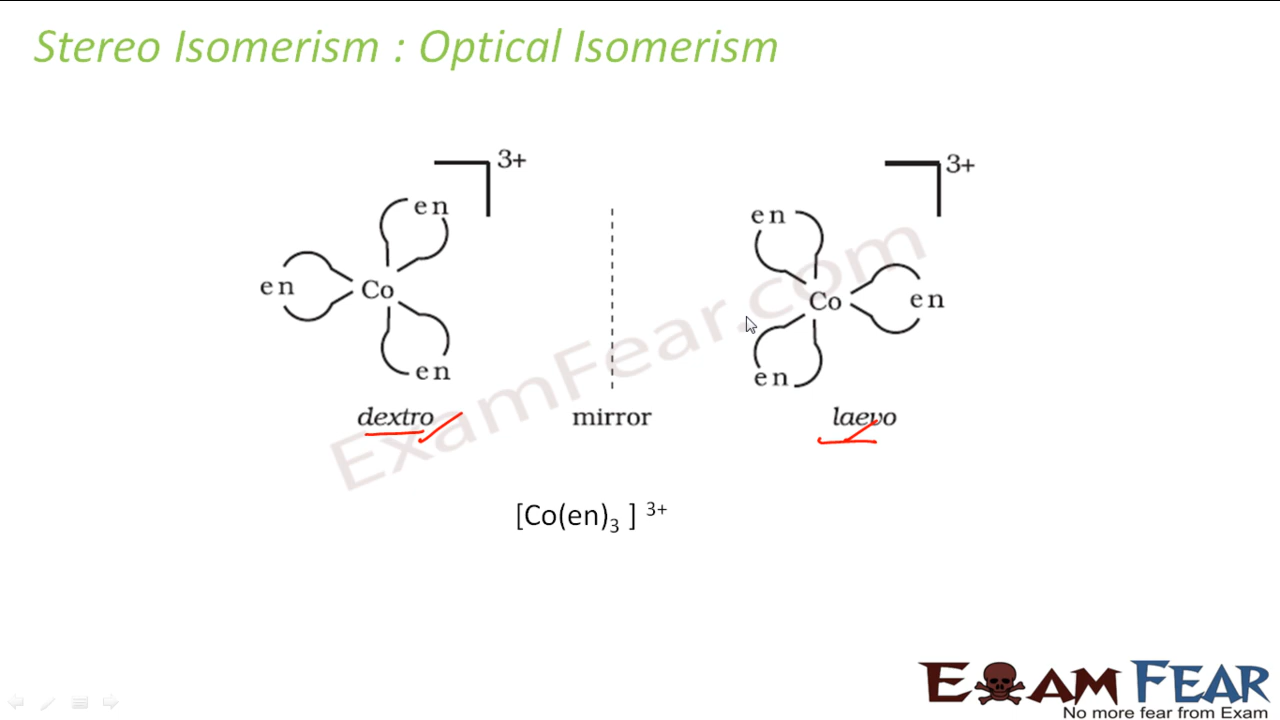 Stereo Isomerism : Optical Isomerism
3+
3+
en
en
en
Co
Co
en
en
en
dextro
mirror
laevo
ExamFear.com
[Co(en)₃ ] ³⁺
EXAM FEAR
No more fear from Exam